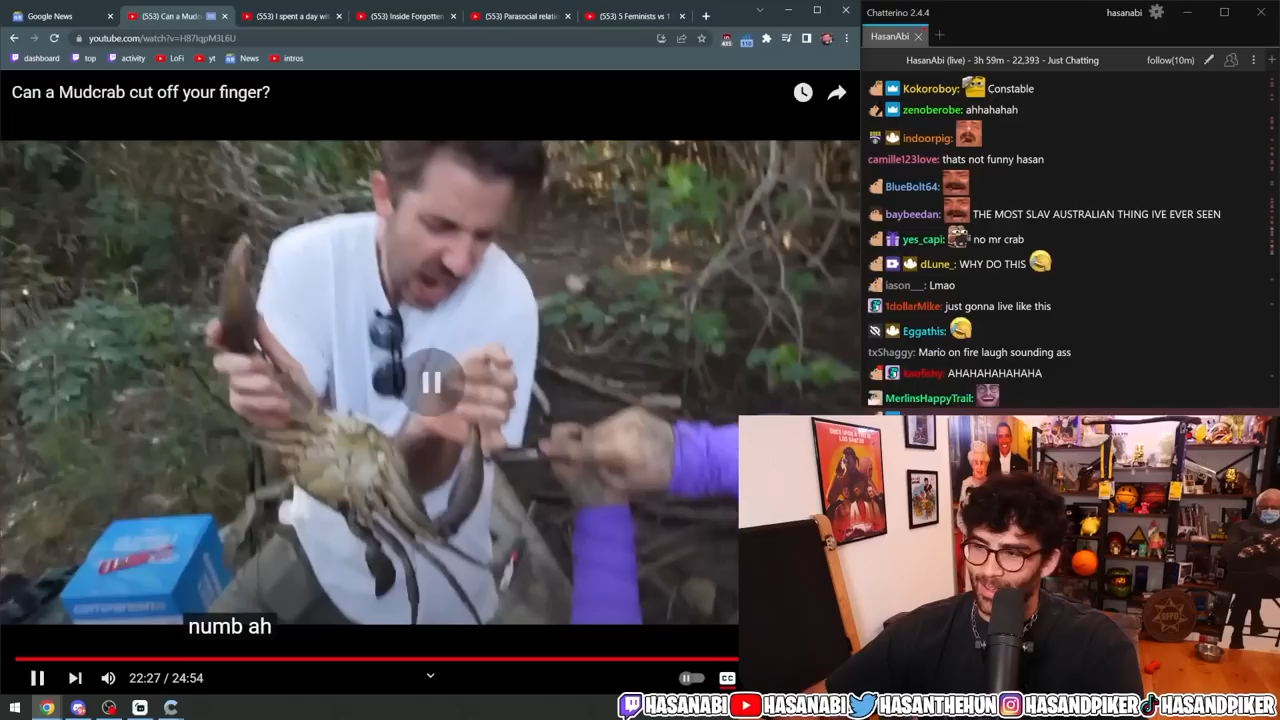 Google News
(553) Can a Mudc
(553) I spent a day wi
(553) Inside Forgotten
(553) Parasocial relati
(553) 5 Feminists vs 1
youtube.com/watch?v=H87lqpM3L6U
dashboard
top
activity
LoFi
yt
News
intros
Can a Mudcrab cut off your finger?
numb ah
22:27 / 24:54
CC
Chatterino 2.4.4
hasanabi
HasanAbi
HasanAbi (live) - 3h 59m - 22,393 - Just Chatting
follow(10m)
Kokoroboy: Constable
zenoberobe: ahhahahah
indoorpig:
camille123love: thats not funny hasan
BlueBolt64:
baybeedan: THE MOST SLAV AUSTRALIAN THING IVE EVER SEEN
yes_capi: no mr crab
dLune_: WHY DO THIS
iason___: Lmao
1dollarMike: just gonna live like this
Eggathis:
txShaggy: Mario on fire laugh sounding ass
kaufishy: AHAHAHAHAHAHA
MerlinsHappyTrail:
HASANABI
HASANABI
HASANTHEHUN
HASANDPIKER
HASANDPIKER